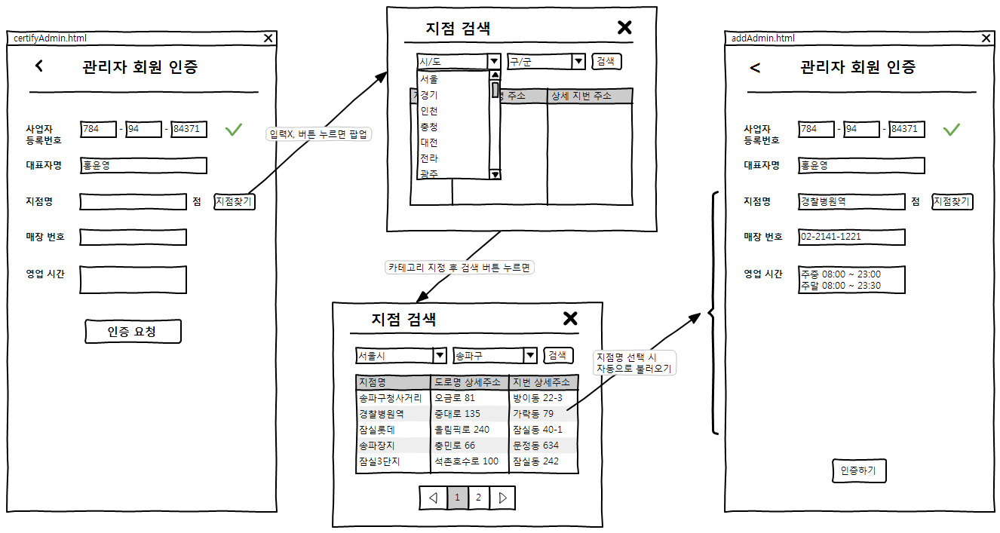 certifyAdmin.html
관리자 회원 인증
사업자
등록번호
784 - 94 - 84371
대표자명
홍윤영
지점명
점
지점찾기
매장 번호
영업 시간
인증 요청
입력X, 버튼 누르면 팝업
지점 검색
시/도
구/군
검색
서울
경기
인천
충청
대전
전라
광주
주소
상세 지번 주소
카테고리 지정 후 검색 버튼 누르면
지점 검색
서울시
송파구
검색
지점명 도로명 상세주소 지번 상세주소
송파구청사거리 오금로 81 방이동 22-3
경찰병원역 중대로 135 가락동 79
잠실롯데 올림픽로 240 잠실동 40-1
송파장지 충민로 66 문정동 634
잠실3단지 석촌호수로 100 잠실동 242
1 2
지점명 선택 시
자동으로 불러오기
addAdmin.html
관리자 회원 인증
사업자
등록번호
784 - 94 - 84371
대표자명
홍윤영
지점명
경찰병원역 점
지점찾기
매장 번호
02-2141-1221
영업 시간
주중 08:00 ~ 23:00
주말 08:00 ~ 23:30
인증하기